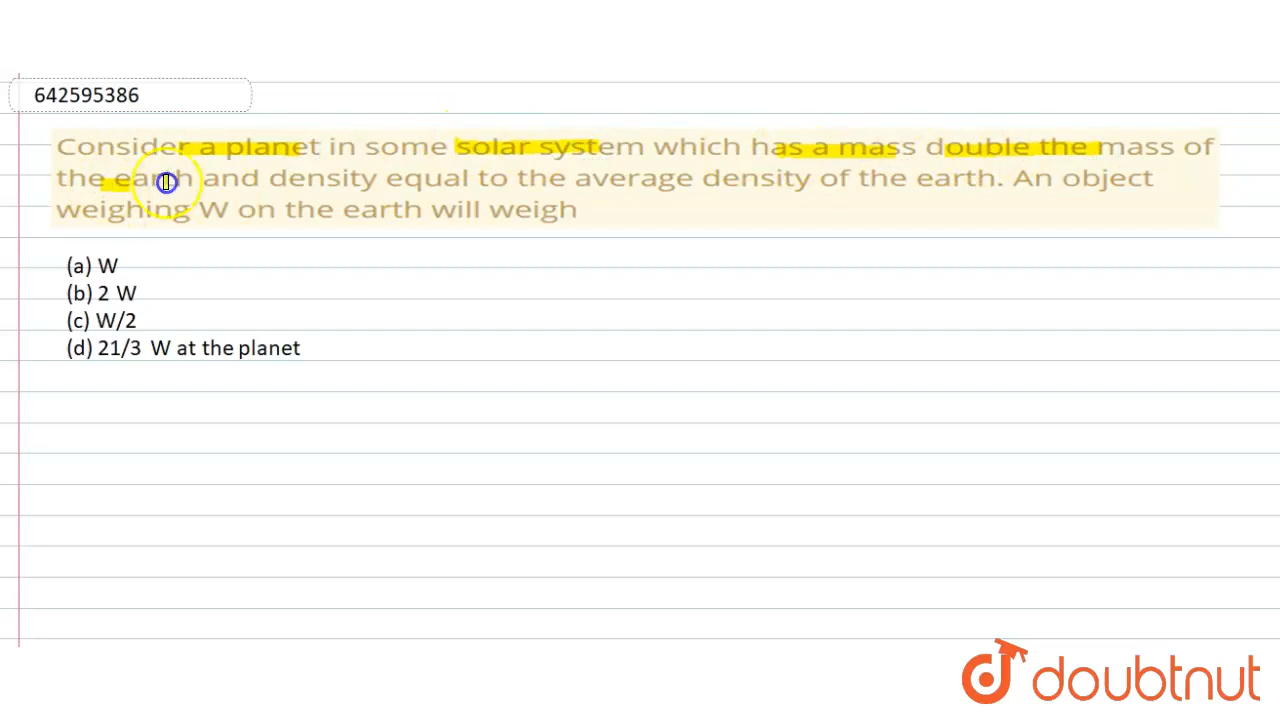 642595386
Consider a planet in some solar system which has a mass double the mass of
the earth and density equal to the average density of the earth. An object
weighing W on the earth will weigh
(a) W
(b) 2 W
(c) W/2
(d) 21/3 W at the planet
doubtnut